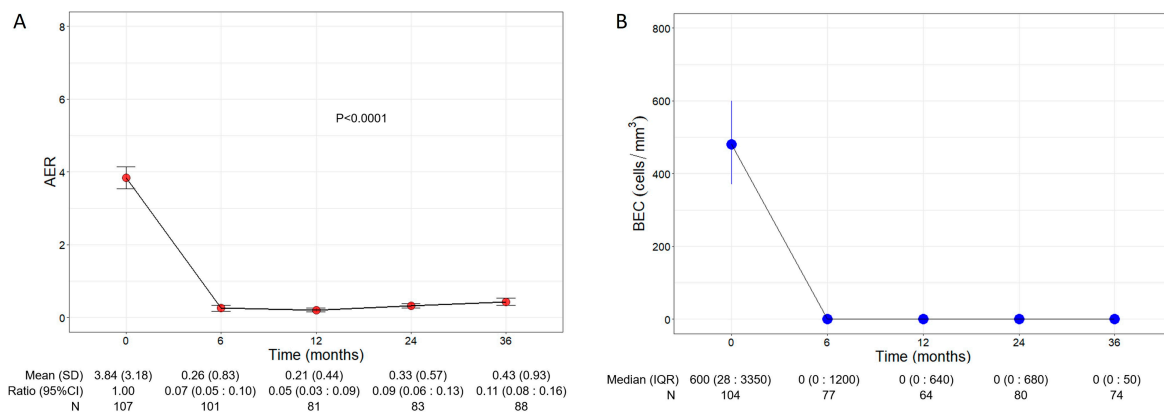 A
8
6
4
2
0
AER
P<0.0001
0 6 12 24 36
Time (months)
Mean (SD) 3.84 (3.18) 0.26 (0.83) 0.21 (0.44) 0.33 (0.57) 0.43 (0.93)
Ratio (95%CI) 1.00 0.07 (0.05 : 0.10) 0.05 (0.03 : 0.09) 0.09 (0.06 : 0.13) 0.11 (0.08 : 0.16)
N 107 101 81 83 88
B
800
600
400
200
0
BEC (cells/mm³)
0 6 12 24 36
Time (months)
Median (IQR) 600 (28 : 3350) 0 (0 : 1200) 0 (0 : 640) 0 (0 : 680) 0 (0 : 50)
N 104 77 64 80 74